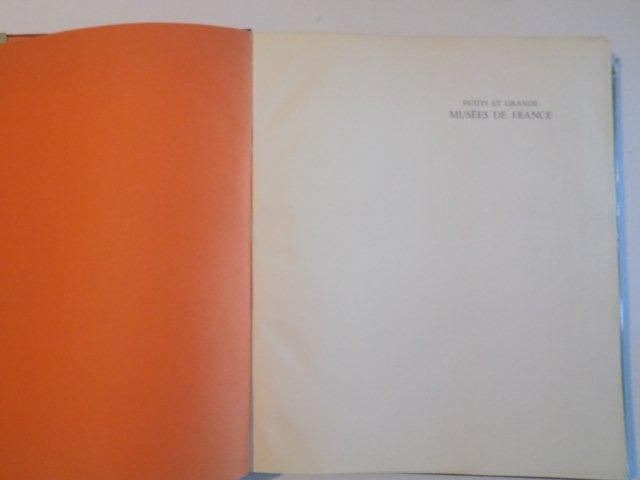 PETITS ET GRANDS
MUSÉES DE FRANCE